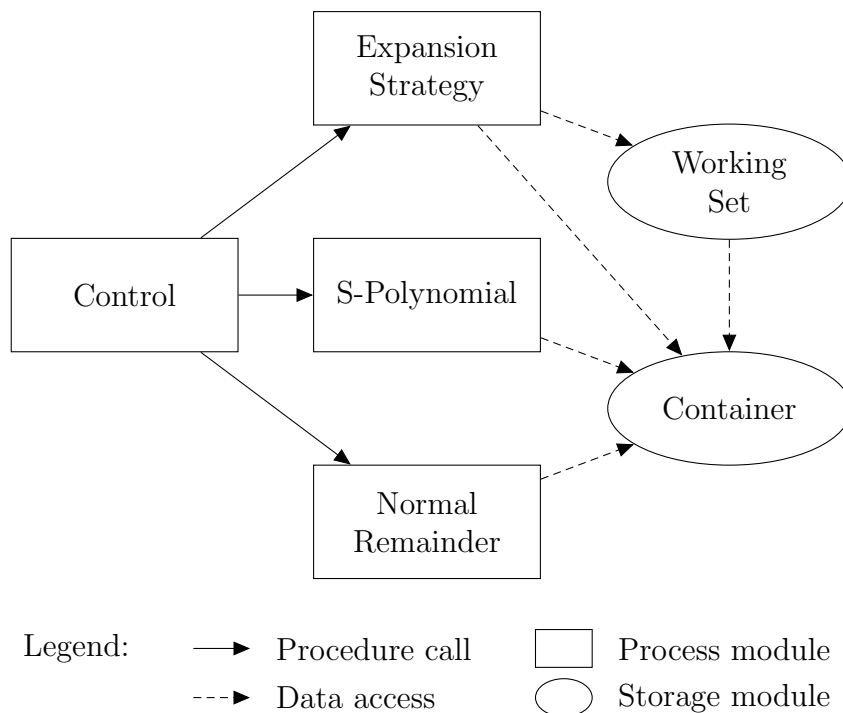 Expansion
Strategy
Working
Set
Control
S-Polynomial
Container
Normal
Remainder
Legend:
Procedure call
Process module
Data access
Storage module